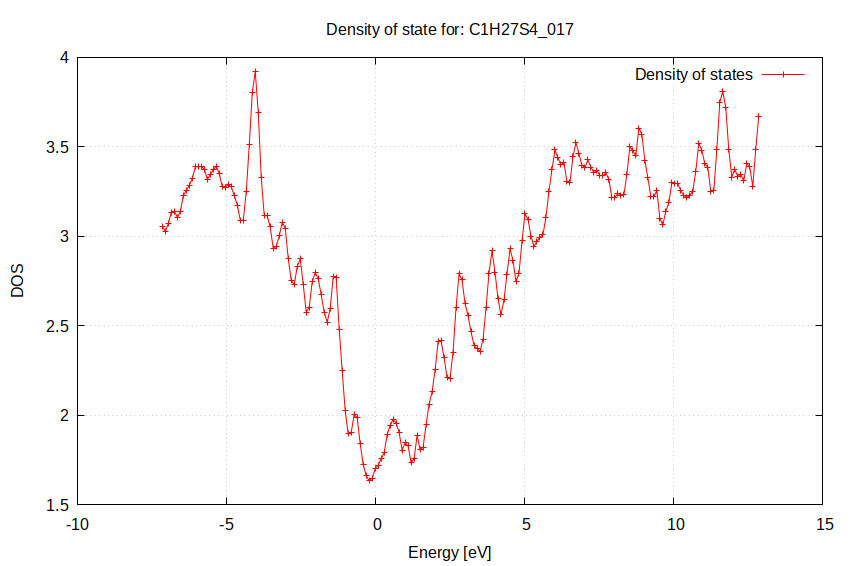 Density of state for: C1H27S4_017
Density of states
4
3.5
3
2.5
2
1.5
DOS
-10 -5 0 5 10 15
Energy [eV]